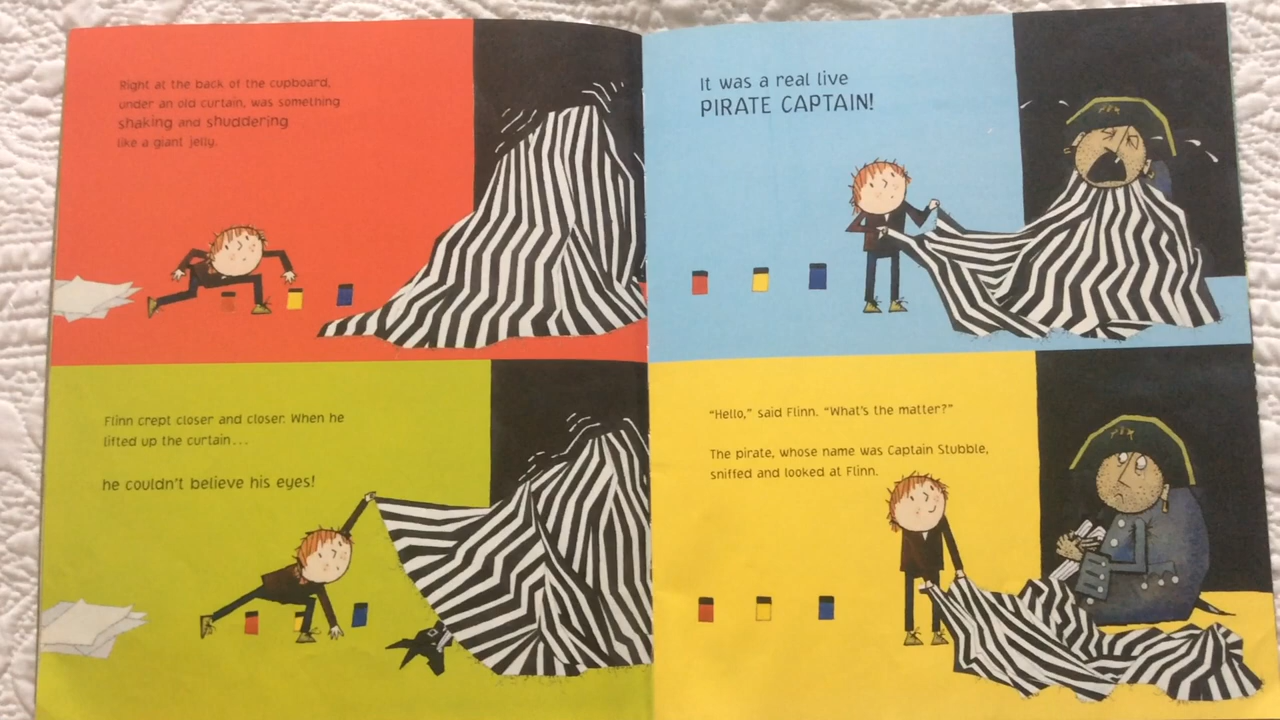 Right at the back of the cupboard,
under an old curtain, was something
shaking and shuddering
like a giant jelly.
Flinn crept closer and closer. When he
lifted up the curtain...
he couldn't believe his eyes!
It was a real live
PIRATE CAPTAIN!
"Hello," said Flinn. "What's the matter?"
The pirate, whose name was Captain Stubble,
sniffed and looked at Flinn.